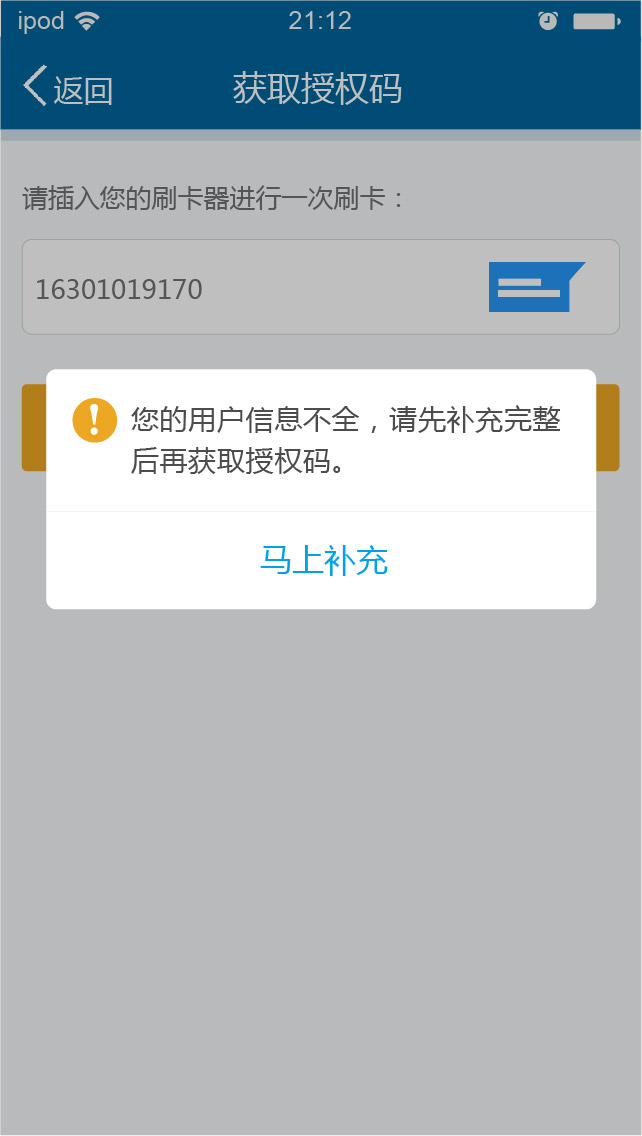 ipod 21:12
返回 获取授权码
请插入您的刷卡器进行一次刷卡：
16301019170
您的用户信息不全，请先补充完整
后再获取授权码。
马上补充